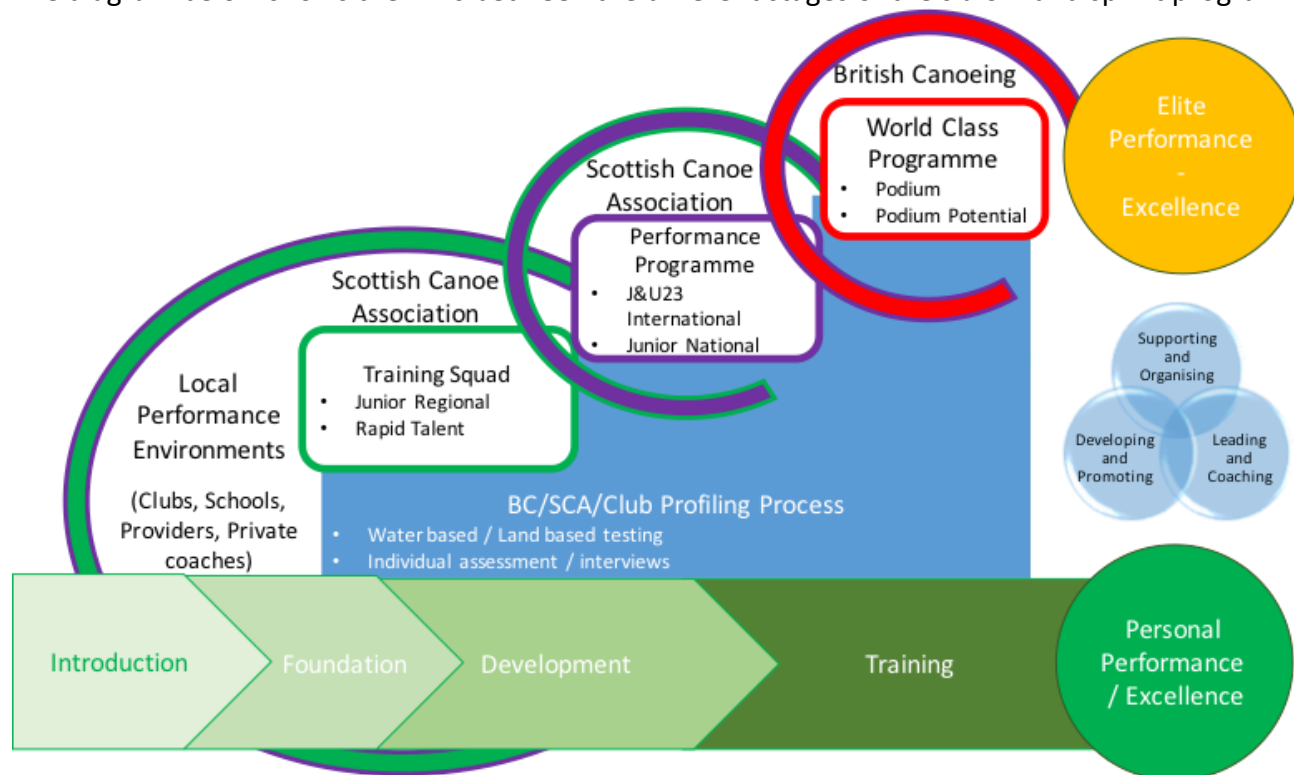 British Canoeing
World Class
Programme
• Podium
• Podium Potential
Elite
Performance
-
Excellence
Scottish Canoe
Association
Performance
Programme
• J&U23
International
• Junior National
Scottish Canoe
Association
Training Squad
• Junior Regional
• Rapid Talent
Local
Performance
Environments
(Clubs, Schools,
Providers, Private
coaches)
Supporting
and
Organising
Developing
and
Promoting
Leading
and
Coaching
BC/SCA/Club Profiling Process
• Water based / Land based testing
• Individual assessment / interviews
Introduction
Foundation
Development
Training
Personal
Performance
/ Excellence